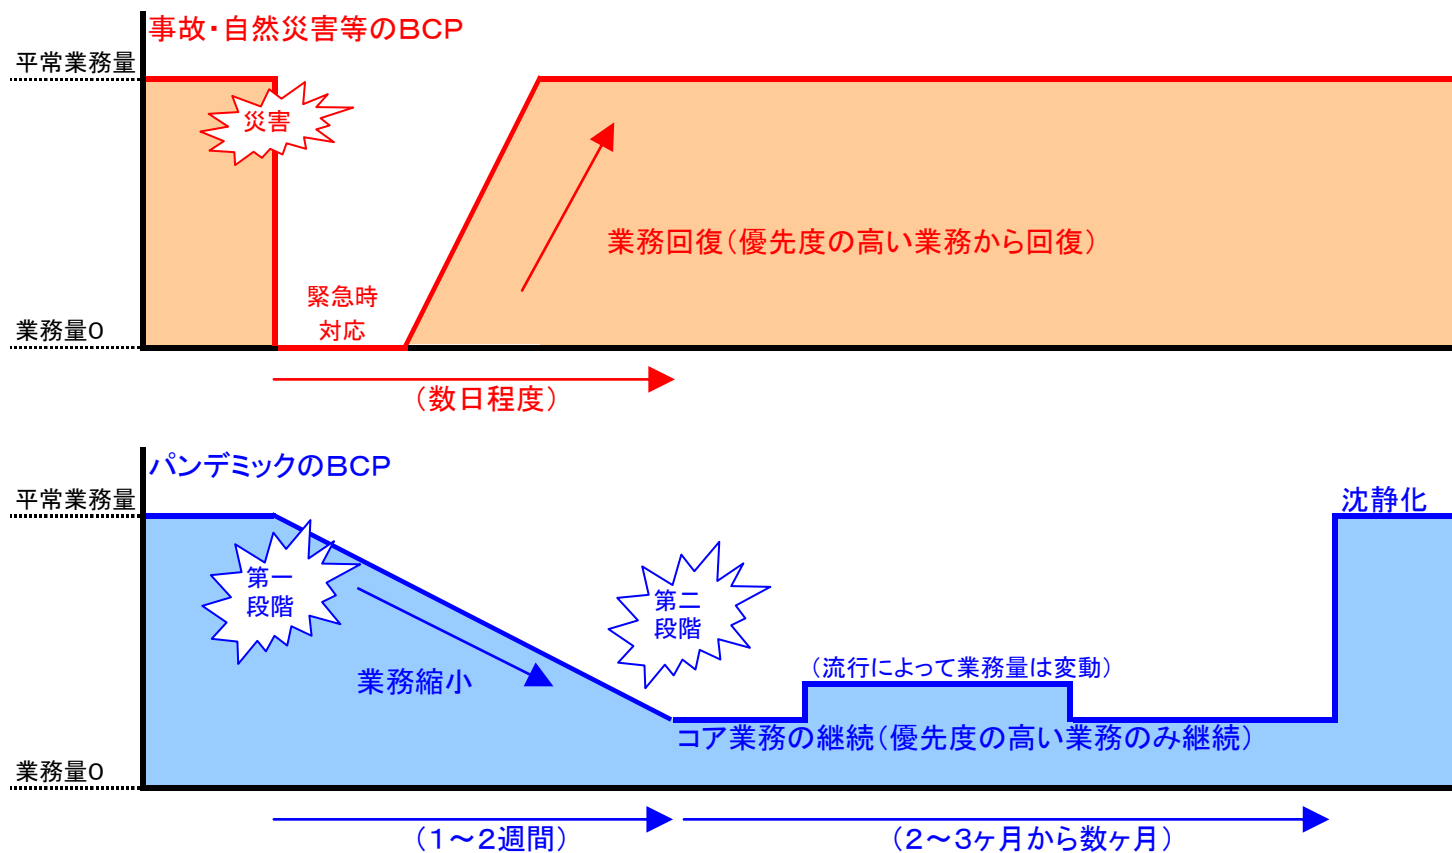 事故・自然災害等のBCP
平常業務量
災害
業務回復(優先度の高い業務から回復)
緊急時
対応
業務量0
(数日程度)
パンデミックのBCP
平常業務量
沈静化
第一
段階
第二
段階
業務縮小
(流行によって業務量は変動)
コア業務の継続(優先度の高い業務のみ継続)
業務量0
(1～2週間)
(2～3ヶ月から数ヶ月)